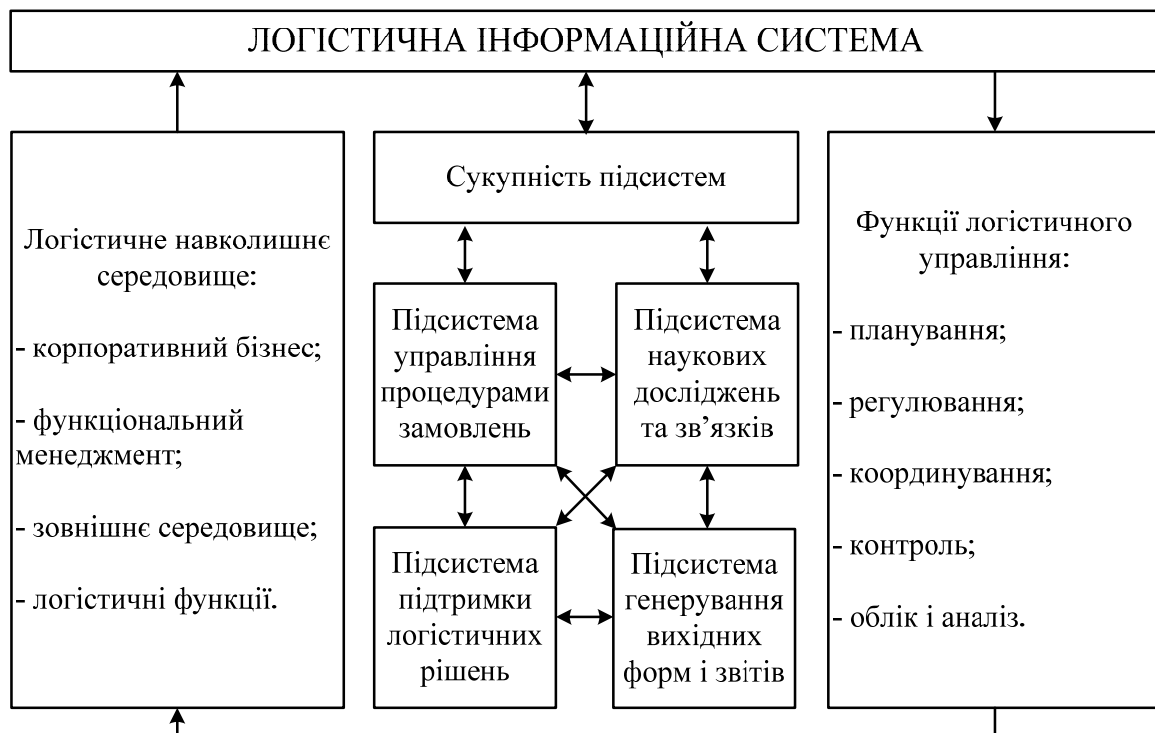 ЛОГІСТИЧНА ІНФОРМАЦІЙНА СИСТЕМА
Логістичне навколишнє
середовище:
- корпоративний бізнес;
- функціональний
менеджмент;
- зовнішнє середовище;
- логістичні функції.
Сукупність підсистем
Підсистема
управління
процедурами
замовлень
Підсистема
наукових
досліджень
та зв’язків
Підсистема
підтримки
логістичних
рішень
Підсистема
генерування
вихідних
форм і звітів
Функції логістичного
управління:
- планування;
- регулювання;
- координування;
- контроль;
- облік і аналіз.